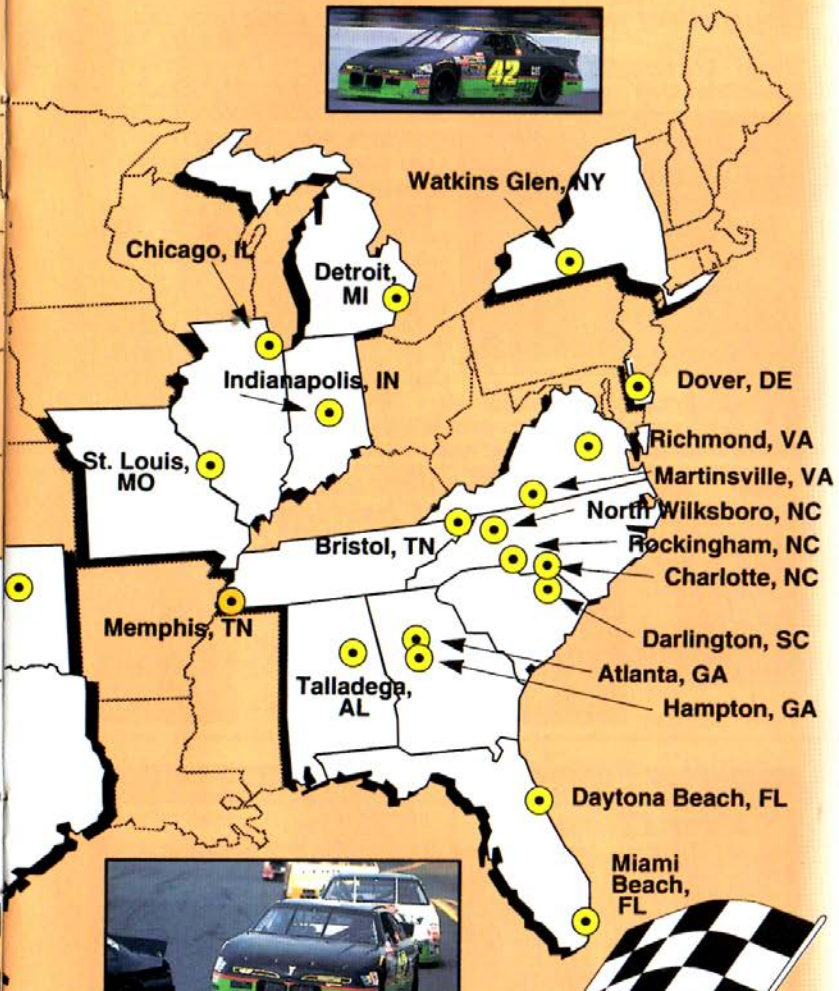 42
Watkins Glen, NY
Chicago, IL
Detroit,
MI
Indianapolis, IN
Dover, DE
Richmond, VA
St. Louis,
MO
Martinsville, VA
North Wilksboro, NC
Bristol, TN
Rockingham, NC
Charlotte, NC
Memphis, TN
Darlington, SC
Atlanta, GA
Talladega,
AL
Hampton, GA
Daytona Beach, FL
Miami
Beach,
FL